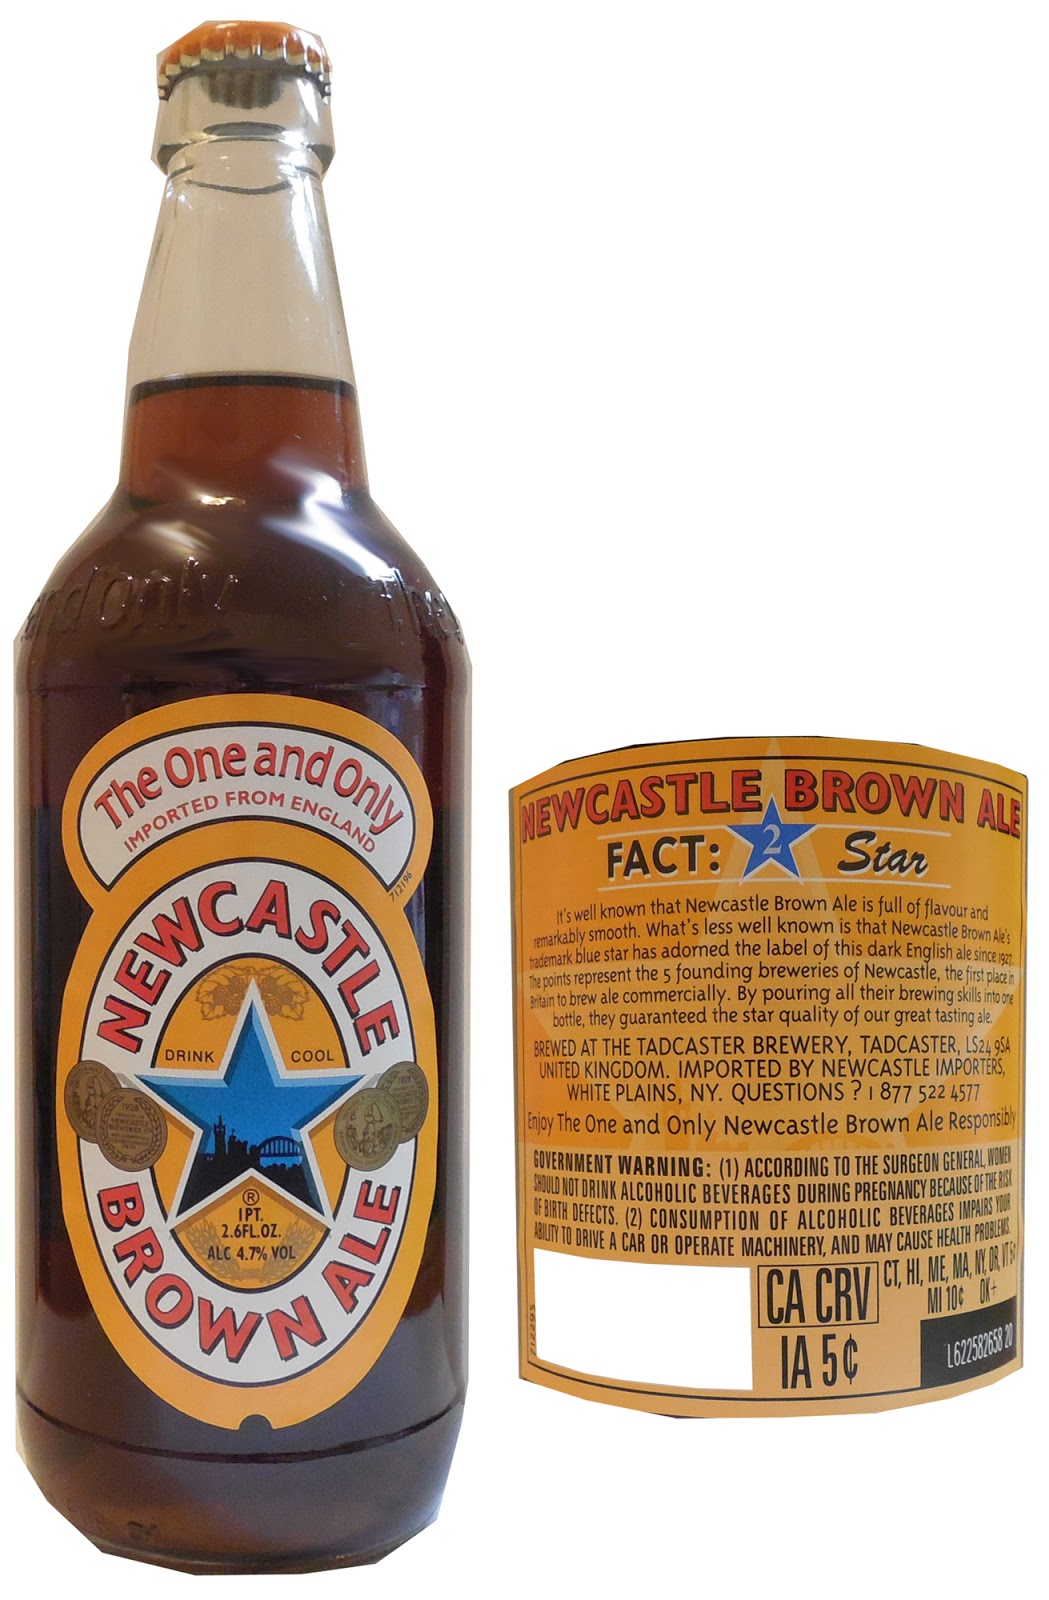 and only
The O
The One and Only
IMPORTED FROM ENGLAND
712196
NEWCASTLE
DRINK COOL
1928
®
1 PT.
2.6FL.OZ.
ALC 4.7% VOL
BROWN ALE
NEWCASTLE BROWN ALE
FACT: 2 Star
It's well known that Newcastle Brown Ale is full of flavour and
remarkably smooth. What's less well known is that Newcastle Brown Ale's
trademark blue star has adorned the label of this dark English ale since 1927.
The points represent the 5 founding breweries of Newcastle, the first place in
Britain to brew ale commercially. By pouring all their brewing skills into one
bottle, they guaranteed the star quality of our great tasting ale.
BREWED AT THE TADCASTER BREWERY, TADCASTER, LS24 9SA
UNITED KINGDOM. IMPORTED BY NEWCASTLE IMPORTERS,
WHITE PLAINS, NY. QUESTIONS ? 1 877 522 4577
Enjoy The One and Only Newcastle Brown Ale Responsibly
GOVERNMENT WARNING: (1) ACCORDING TO THE SURGEON GENERAL, WOMEN
SHOULD NOT DRINK ALCOHOLIC BEVERAGES DURING PREGNANCY BECAUSE OF THE RISK
OF BIRTH DEFECTS. (2) CONSUMPTION OF ALCOHOLIC BEVERAGES IMPAIRS YOUR
ABILITY TO DRIVE A CAR OR OPERATE MACHINERY, AND MAY CAUSE HEALTH PROBLEMS.
712295
CA CRV
IA 5¢
CT, HI, ME, MA, NY, OR, VT 5¢
MI 10¢ OK+
L622582658 20